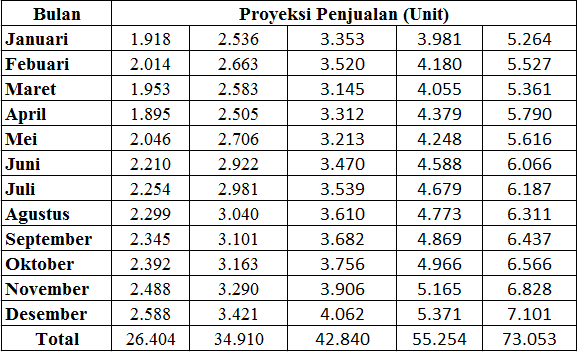 Bulan Proyeksi Penjualan (Unit)
Januari 1.918 2.536 3.353 3.981 5.264
Febuari 2.014 2.663 3.520 4.180 5.527
Maret 1.953 2.583 3.145 4.055 5.361
April 1.895 2.505 3.312 4.379 5.790
Mei 2.046 2.706 3.213 4.248 5.616
Juni 2.210 2.922 3.470 4.588 6.066
Juli 2.254 2.981 3.539 4.679 6.187
Agustus 2.299 3.040 3.610 4.773 6.311
September 2.345 3.101 3.682 4.869 6.437
Oktober 2.392 3.163 3.756 4.966 6.566
November 2.488 3.290 3.906 5.165 6.828
Desember 2.588 3.421 4.062 5.371 7.101
Total 26.404 34.910 42.840 55.254 73.053